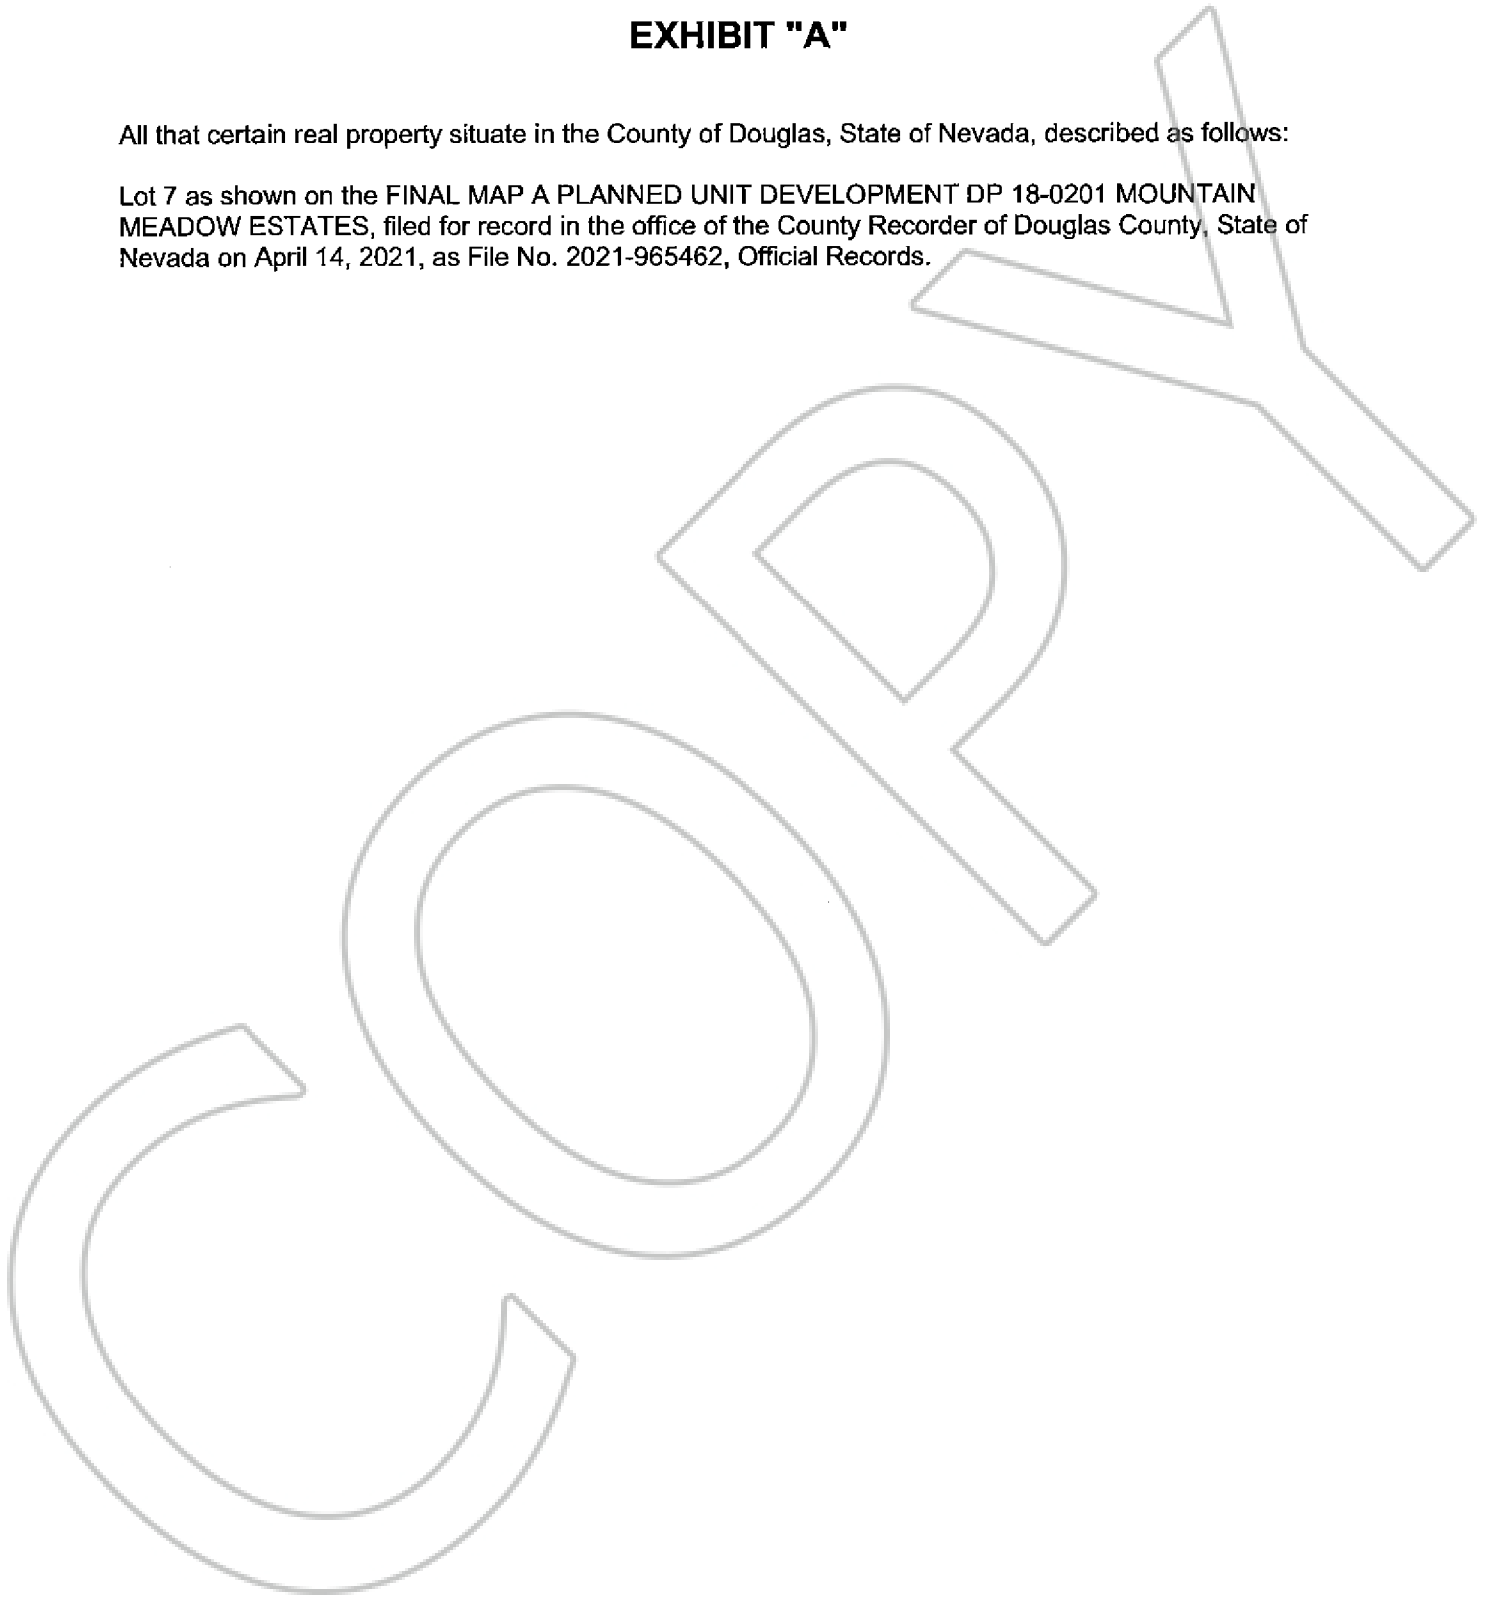 EXHIBIT "A"
All that certain real property situate in the County of Douglas, State of Nevada, described as follows:
Lot 7 as shown on the FINAL MAP A PLANNED UNIT DEVELOPMENT DP 18-0201 MOUNTAIN
MEADOW ESTATES, filed for record in the office of the County Recorder of Douglas County, State of
Nevada on April 14, 2021, as File No. 2021-965462, Official Records.
COPY